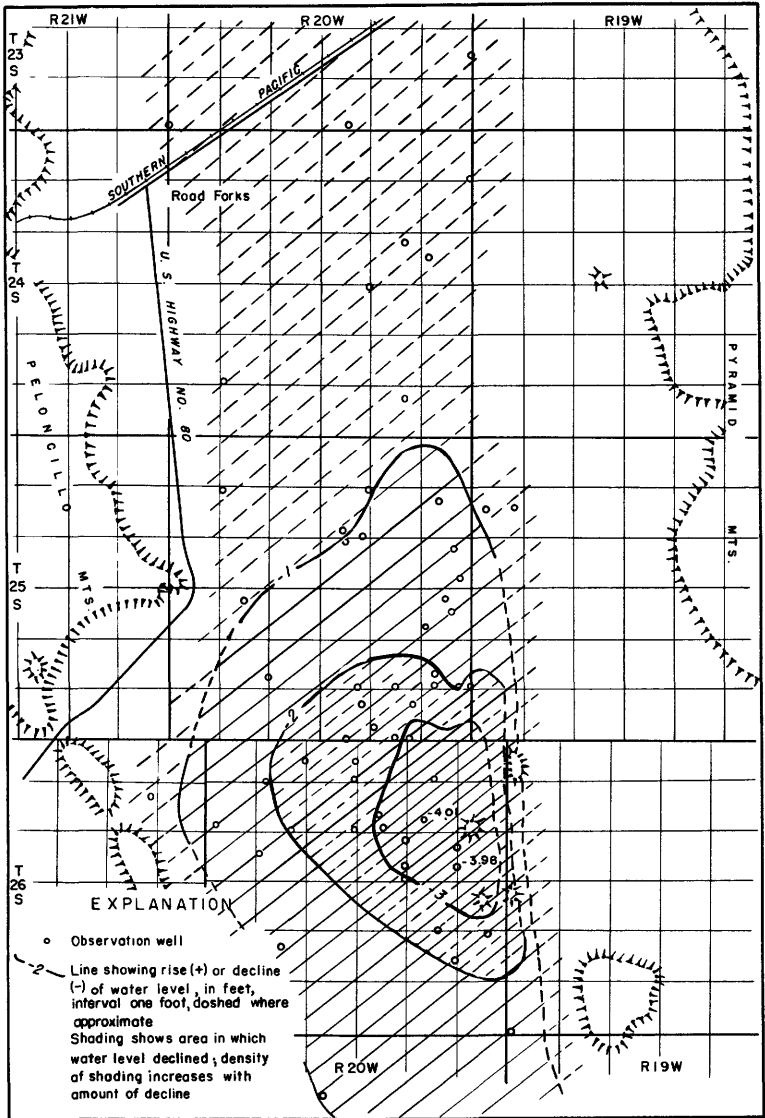 R21W R20W R19W
T
23
S
SOUTHERN PACIFIC
Road Forks
T
24
S
U. S. HIGHWAY NO. 80
PELONCILLO
MTS.
PYRAMID
MTS.
T
25
S
-1
-2
-4.01
-3.98
-3
T
26
S
EXPLANATION
Observation well
-2
Line showing rise (+) or decline
(-) of water level, in feet,
interval one foot, doshed where
approximate
Shading shows area in which
water level declined; density
of shading increases with
amount of decline
R20W R19W